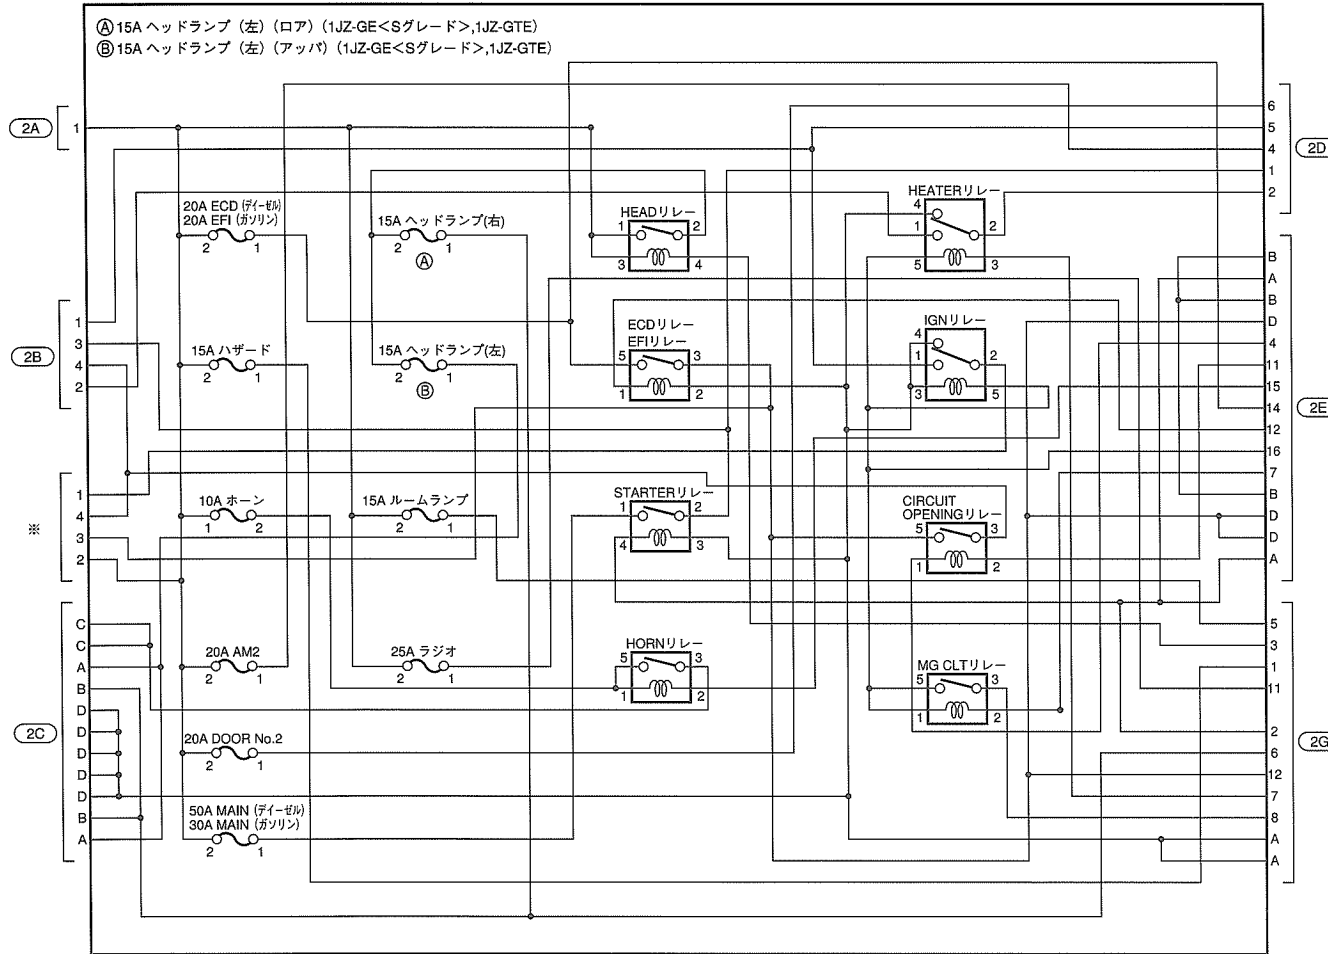 Ⓐ 15A ヘッドランプ (左) (ロア) (1JZ-GE<Sグレード>,1JZ-GTE)
Ⓑ 15A ヘッドランプ (左) (アッパ) (1JZ-GE<Sグレード>,1JZ-GTE)
2A
1
20A ECD (ディーゼル)
20A EFI (ガソリン)
2 1
15A ヘッドランプ(右)
2 1
Ⓐ
HEADリレー
1 2
3 4
HEATERリレー
4
1 2
5 3
6
5
4
1
2
2D
2B
1
3
4
2
15A ハザード
2 1
15A ヘッドランプ(左)
2 1
Ⓑ
ECDリレー
EFIリレー
5 3
1 2
IGNリレー
4
1 2
3 5
B
A
B
D
4
11
15
14
12
16
7
B
D
D
A
2E
※
1
4
3
2
10A ホーン
1 2
15A ルームランプ
2 1
STARTERリレー
1 2
4 3
CIRCUIT
OPENINGリレー
5 3
1 2
2C
C
C
A
B
D
D
D
D
D
B
A
20A AM2
2 1
25A ラジオ
2 1
HORNリレー
5 3
1 2
MG CLTリレー
5 3
1 2
20A DOOR No.2
2 1
50A MAIN (ディーゼル)
30A MAIN (ガソリン)
2 1
5
3
1
11
2
6
12
7
8
A
A
2G